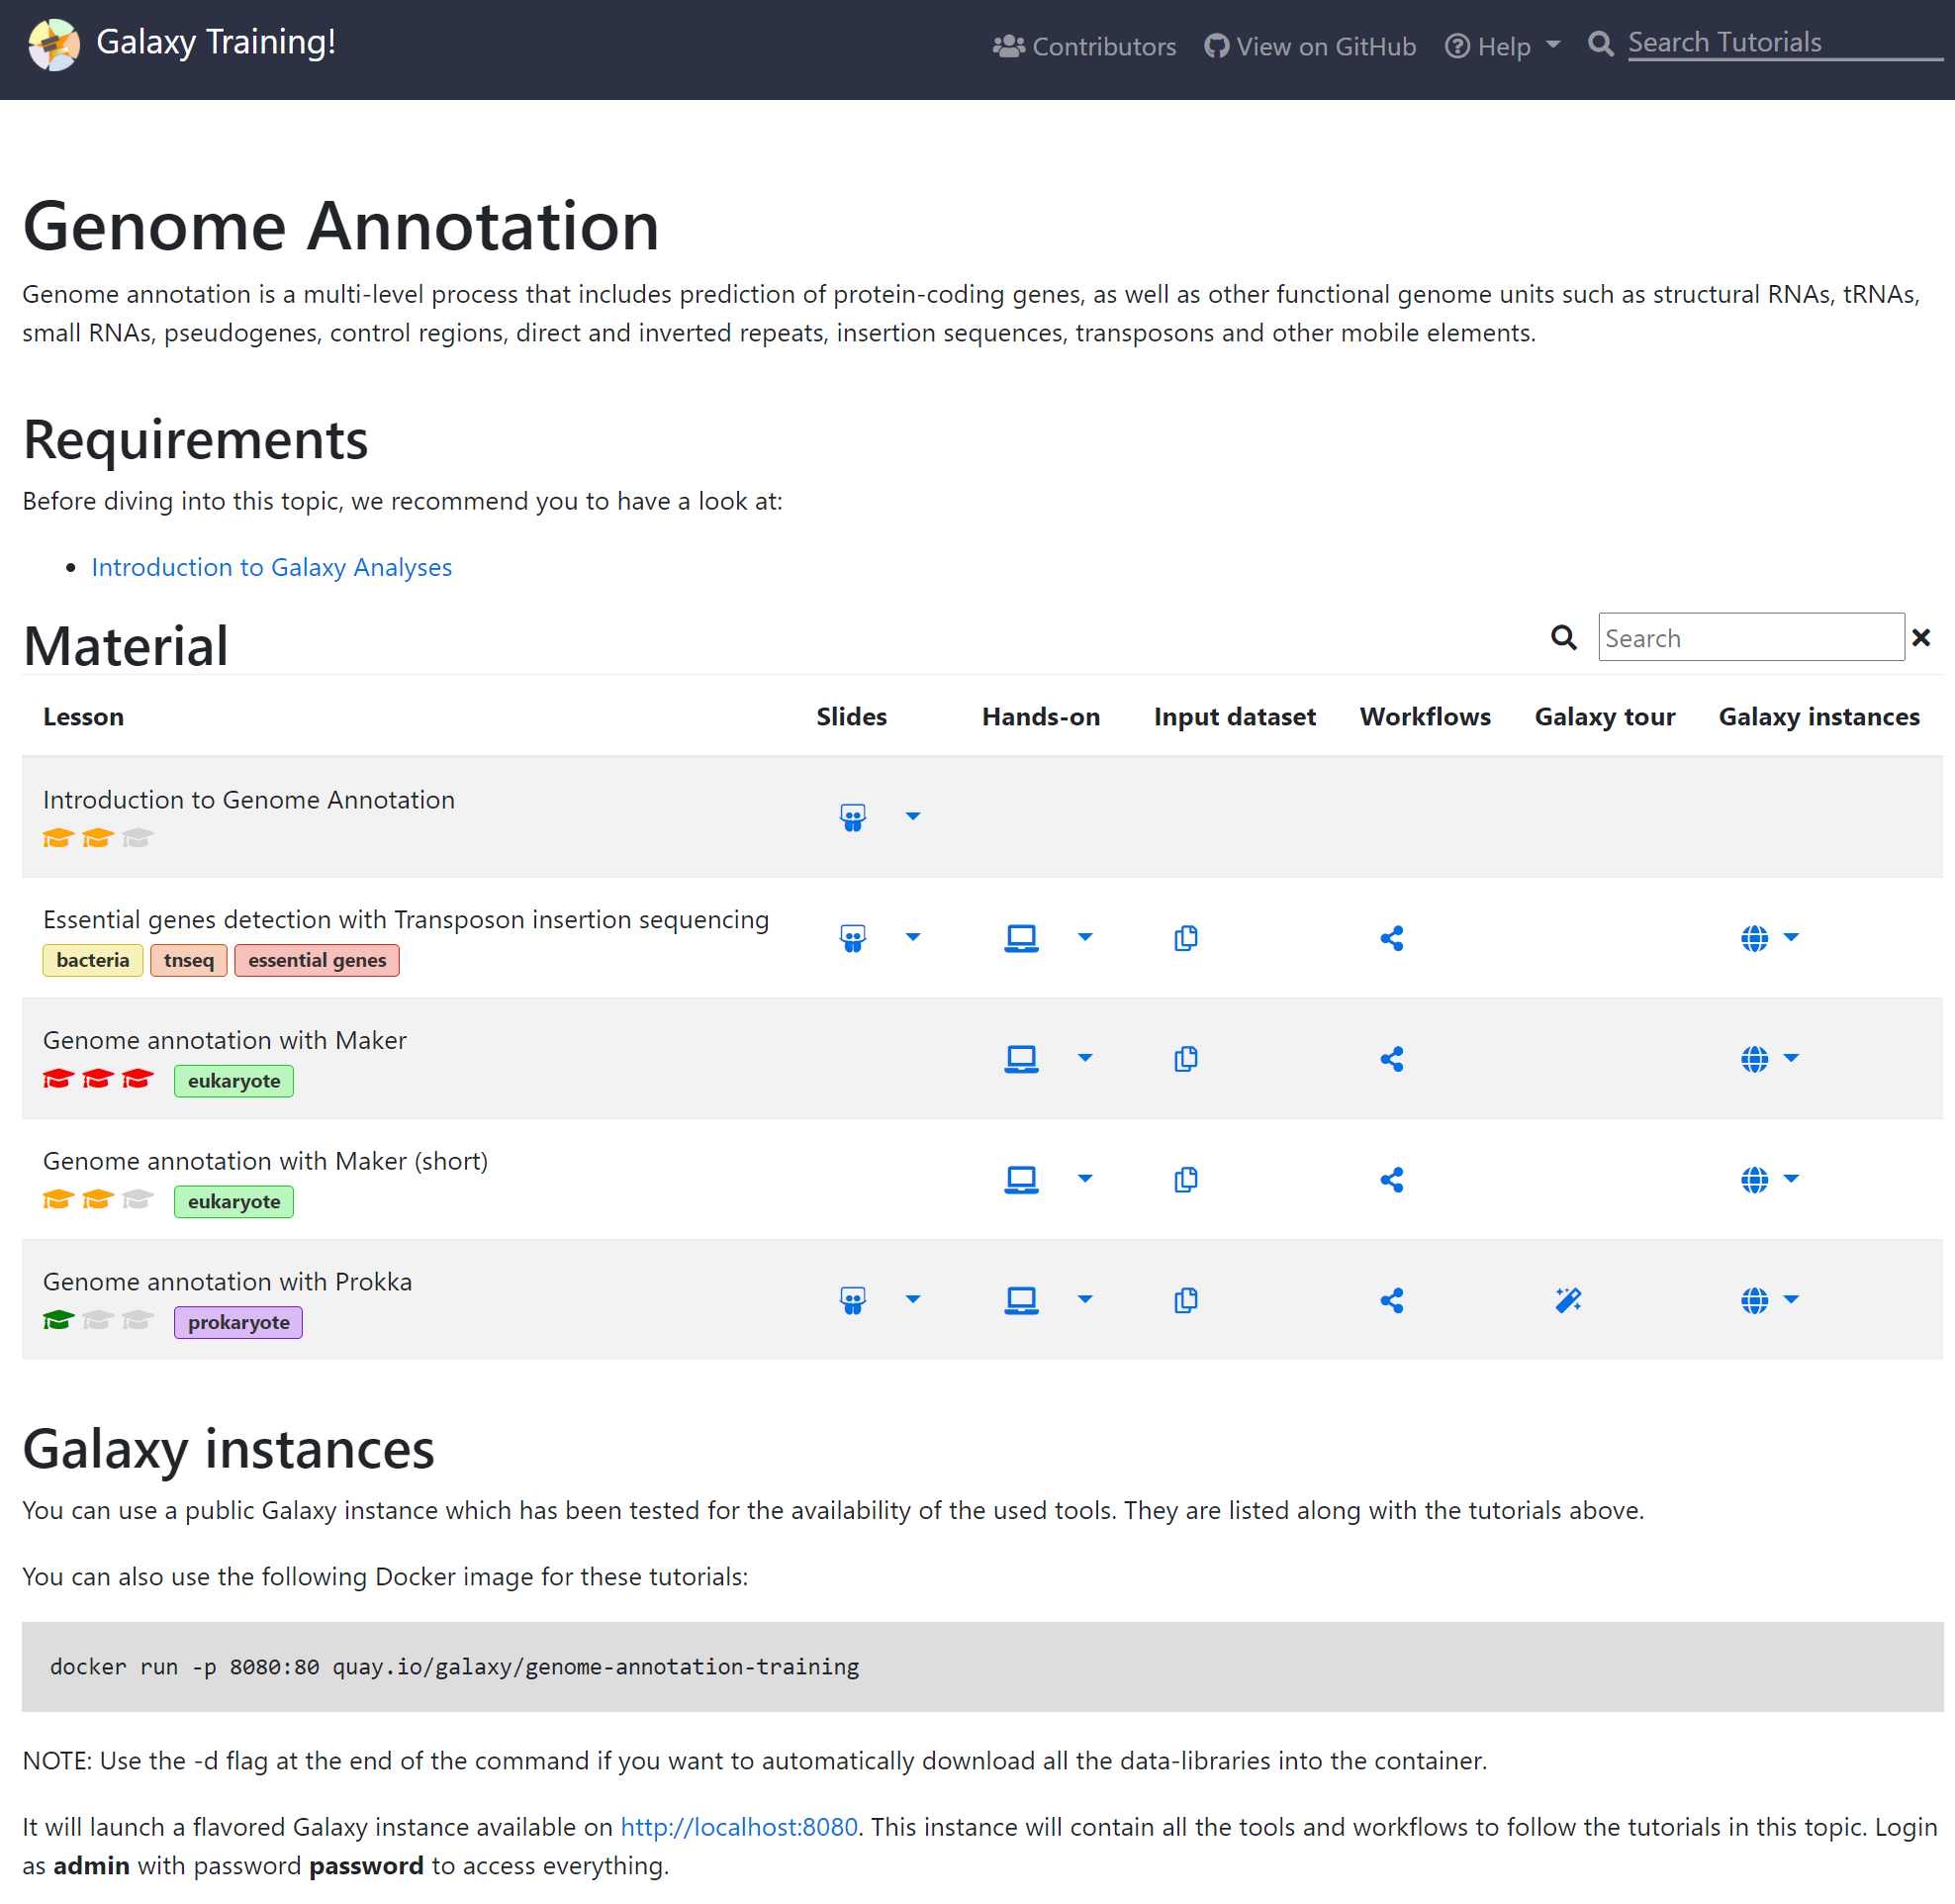 Galaxy Training!
Contributors
View on GitHub
Help
Search Tutorials
Genome Annotation
Genome annotation is a multi-level process that includes prediction of protein-coding genes, as well as other functional genome units such as structural RNAs, tRNAs,
small RNAs, pseudogenes, control regions, direct and inverted repeats, insertion sequences, transposons and other mobile elements.
Requirements
Before diving into this topic, we recommend you to have a look at:
Introduction to Galaxy Analyses
Material
Search
Lesson Slides Hands-on Input dataset Workflows Galaxy tour Galaxy instances
Introduction to Genome Annotation
Essential genes detection with Transposon insertion sequencing
bacteria tnseq essential genes
Genome annotation with Maker
eukaryote
Genome annotation with Maker (short)
eukaryote
Genome annotation with Prokka
prokaryote
Galaxy instances
You can use a public Galaxy instance which has been tested for the availability of the used tools. They are listed along with the tutorials above.
You can also use the following Docker image for these tutorials:
docker run -p 8080:80 quay.io/galaxy/genome-annotation-training
NOTE: Use the -d flag at the end of the command if you want to automatically download all the data-libraries into the container.
It will launch a flavored Galaxy instance available on http://localhost:8080. This instance will contain all the tools and workflows to follow the tutorials in this topic. Login
as admin with password password to access everything.